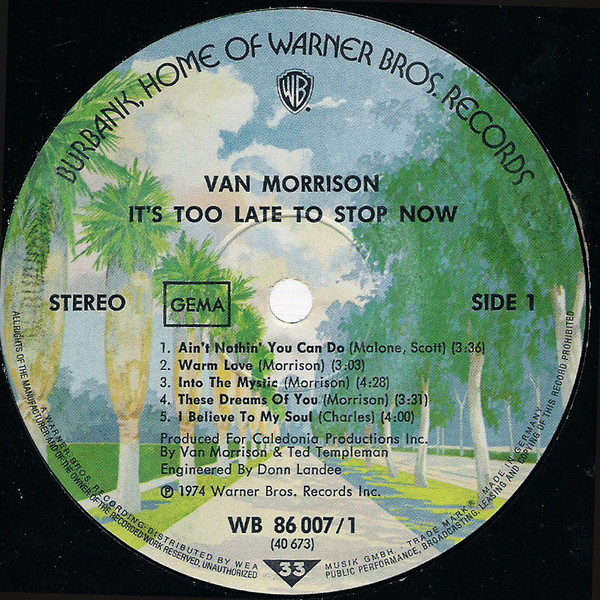 BURBANK, HOME OF WARNER BROS. RECORDS
WB
VAN MORRISON
IT'S TOO LATE TO STOP NOW
STEREO
GEMA
SIDE 1
1. Ain't Nothin' You Can Do (Malone, Scott) (3:36)
2. Warm Love (Morrison) (3:03)
3. Into The Mystic (Morrison) (4:28)
4. These Dreams Of You (Morrison) (3:31)
5. I Believe To My Soul (Charles) (4:00)
Produced For Caledonia Productions Inc.
By Van Morrison & Ted Templeman
Engineered By Donn Landee
Ⓟ 1974 Warner Bros. Records Inc.
WB 86 007/1
(40 673)
33
ALL RIGHTS OF THE MANUFACTURER AND OF THE OWNER OF THE RECORDED WORK RESERVED, UNAUTHORIZED
PUBLIC PERFORMANCE, BROADCASTING, LEASING AND COPYING OF THIS RECORD PROHIBITED
A WARNER BROS. RECORDING·DISTRIBUTED BY WEA
MUSIK GMBH, TRADE MARK® MADE IN GERMANY